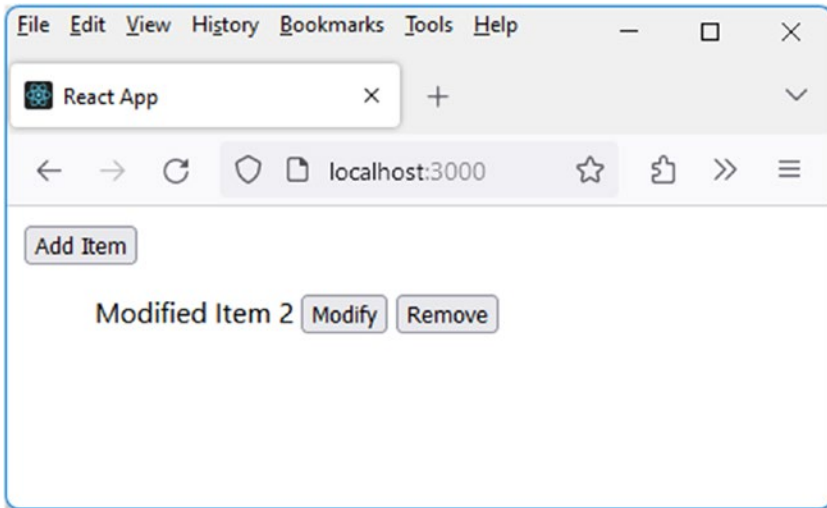 File Edit View History Bookmarks Tools Help
React App
localhost:3000
Add Item
Modified Item 2 Modify Remove